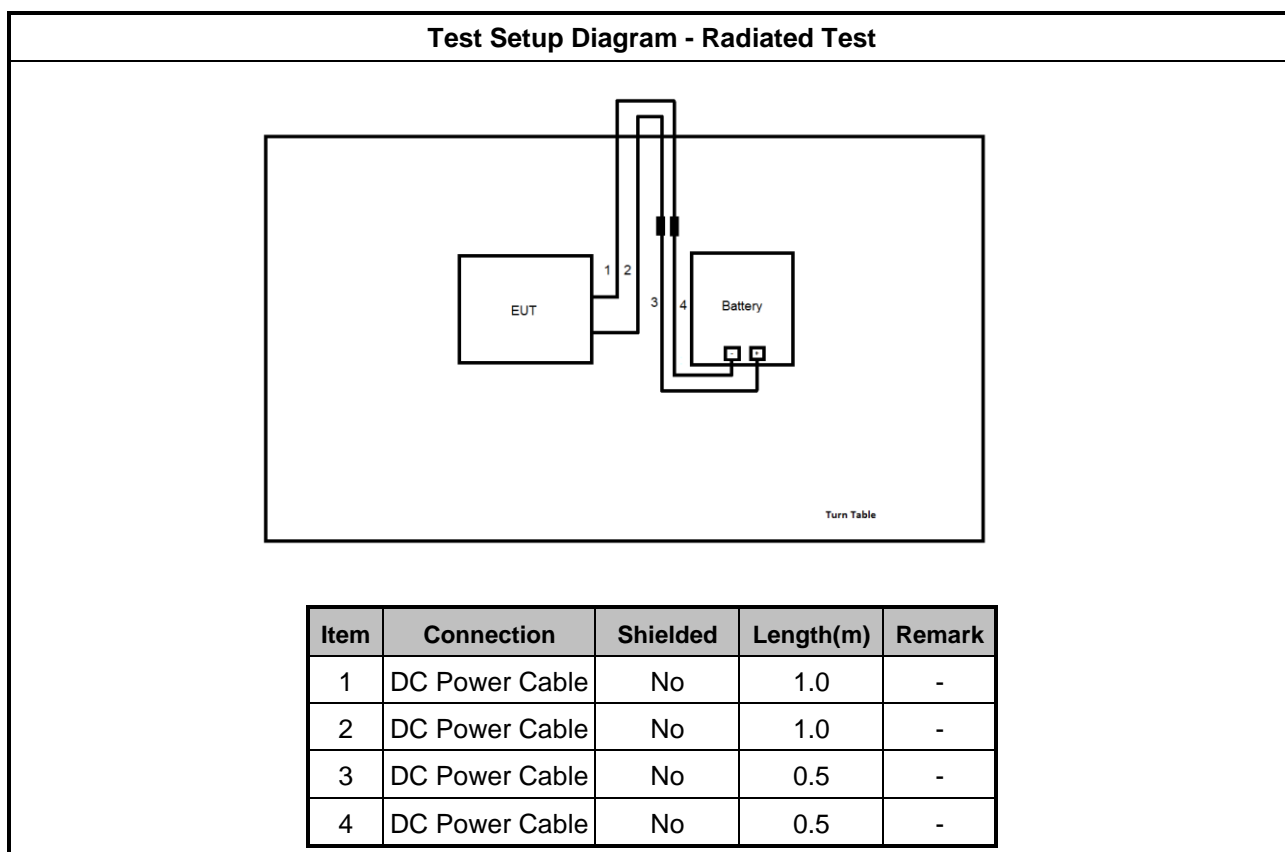 Test Setup Diagram - Radiated Test
1 2
EUT
3 4 Battery
- +
Turn Table
Item Connection Shielded Length(m) Remark
1 DC Power Cable No 1.0 -
2 DC Power Cable No 1.0 -
3 DC Power Cable No 0.5 -
4 DC Power Cable No 0.5 -